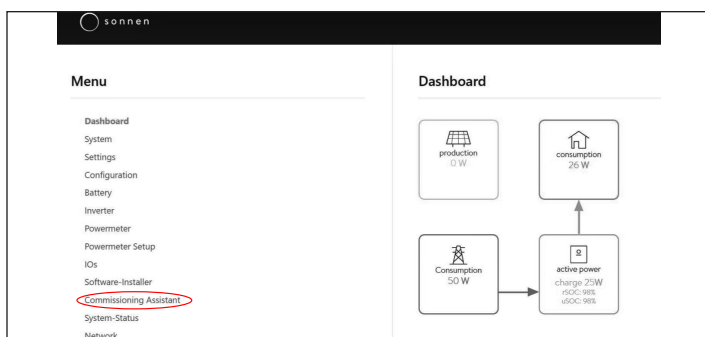 sonnen
Menu
Dashboard
System
Settings
Configuration
Battery
Inverter
Powermeter
Powermeter Setup
IOs
Software-Installer
Commissioning Assistant
System-Status
Network
Dashboard
production
0 W
consumption
26 W
Consumption
50 W
active power
charge 25W
rSOC: 98%
uSOC: 98%